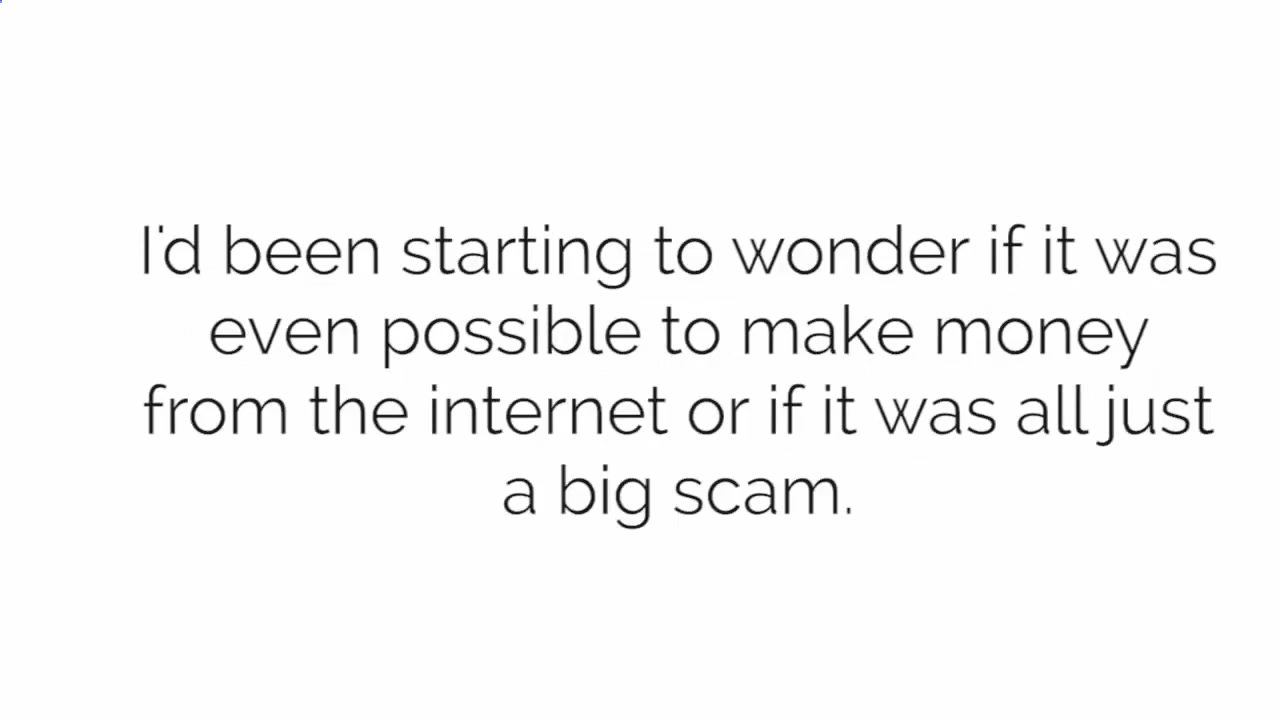 I'd been starting to wonder if it was
even possible to make money
from the internet or if it was all just
a big scam.